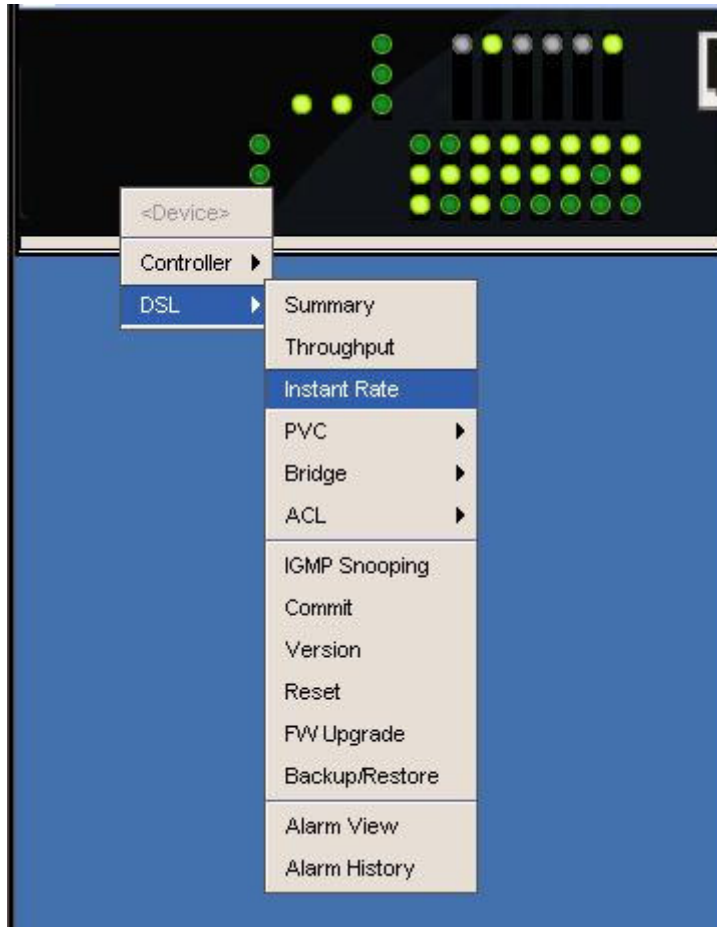 <Device>
Controller
DSL
Summary
Throughput
Instant Rate
PVC
Bridge
ACL
IGMP Snooping
Commit
Version
Reset
FW Upgrade
Backup/Restore
Alarm View
Alarm History